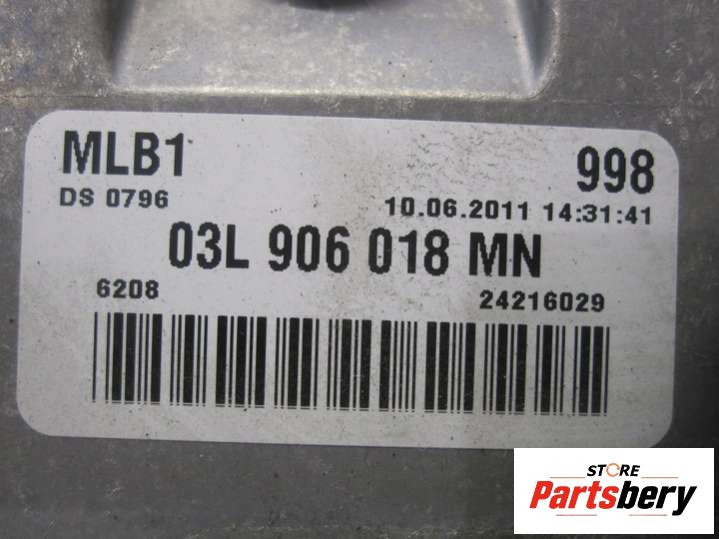 MLB1
998
DS 0796
10.06.2011 14:31:41
03L 906 018 MN
6208
24216029
STORE
Partsbery